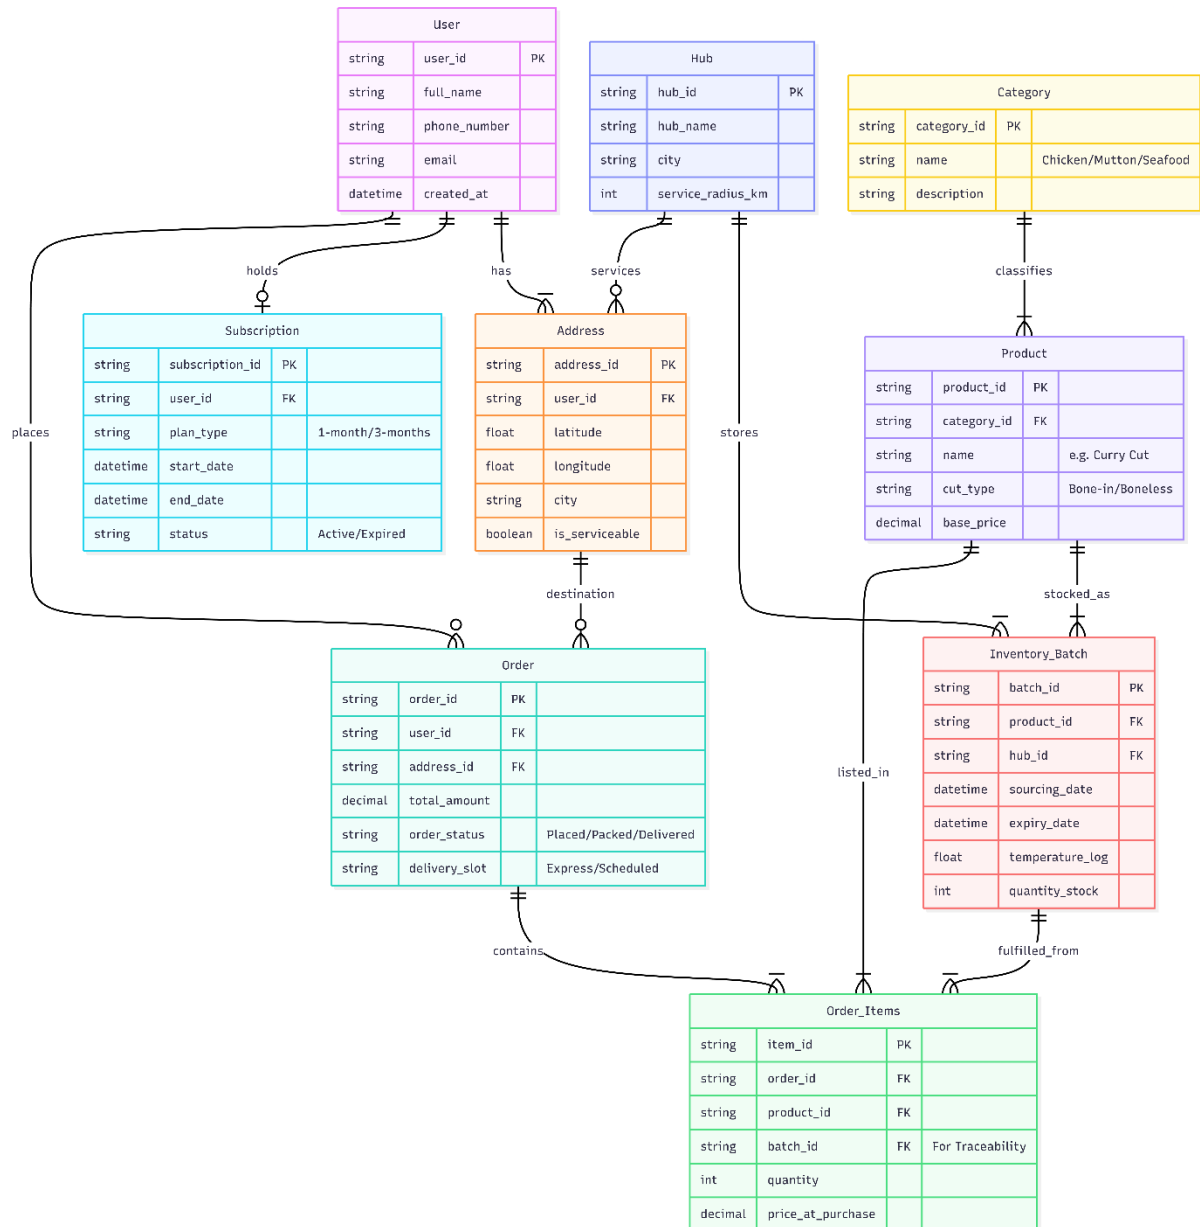 User
string user_id PK
string full_name
string phone_number
string email
datetime created_at
Hub
string hub_id PK
string hub_name
string city
int service_radius_km
Category
string category_id PK
string name Chicken/Mutton/Seafood
string description
holds
has
services
classifies
places
stores
Subscription
string subscription_id PK
string user_id FK
string plan_type 1-month/3-months
datetime start_date
datetime end_date
string status Active/Expired
Address
string address_id PK
string user_id FK
float latitude
float longitude
string city
boolean is_serviceable
Product
string product_id PK
string category_id FK
string name e.g. Curry Cut
string cut_type Bone-in/Boneless
decimal base_price
destination
stocked_as
Order
string order_id PK
string user_id FK
string address_id FK
decimal total_amount
string order_status Placed/Packed/Delivered
string delivery_slot Express/Scheduled
listed_in
Inventory_Batch
string batch_id PK
string product_id FK
string hub_id FK
datetime sourcing_date
datetime expiry_date
float temperature_log
int quantity_stock
contains
fulfilled_from
Order_Items
string item_id PK
string order_id FK
string product_id FK
string batch_id FK For Traceability
int quantity
decimal price_at_purchase